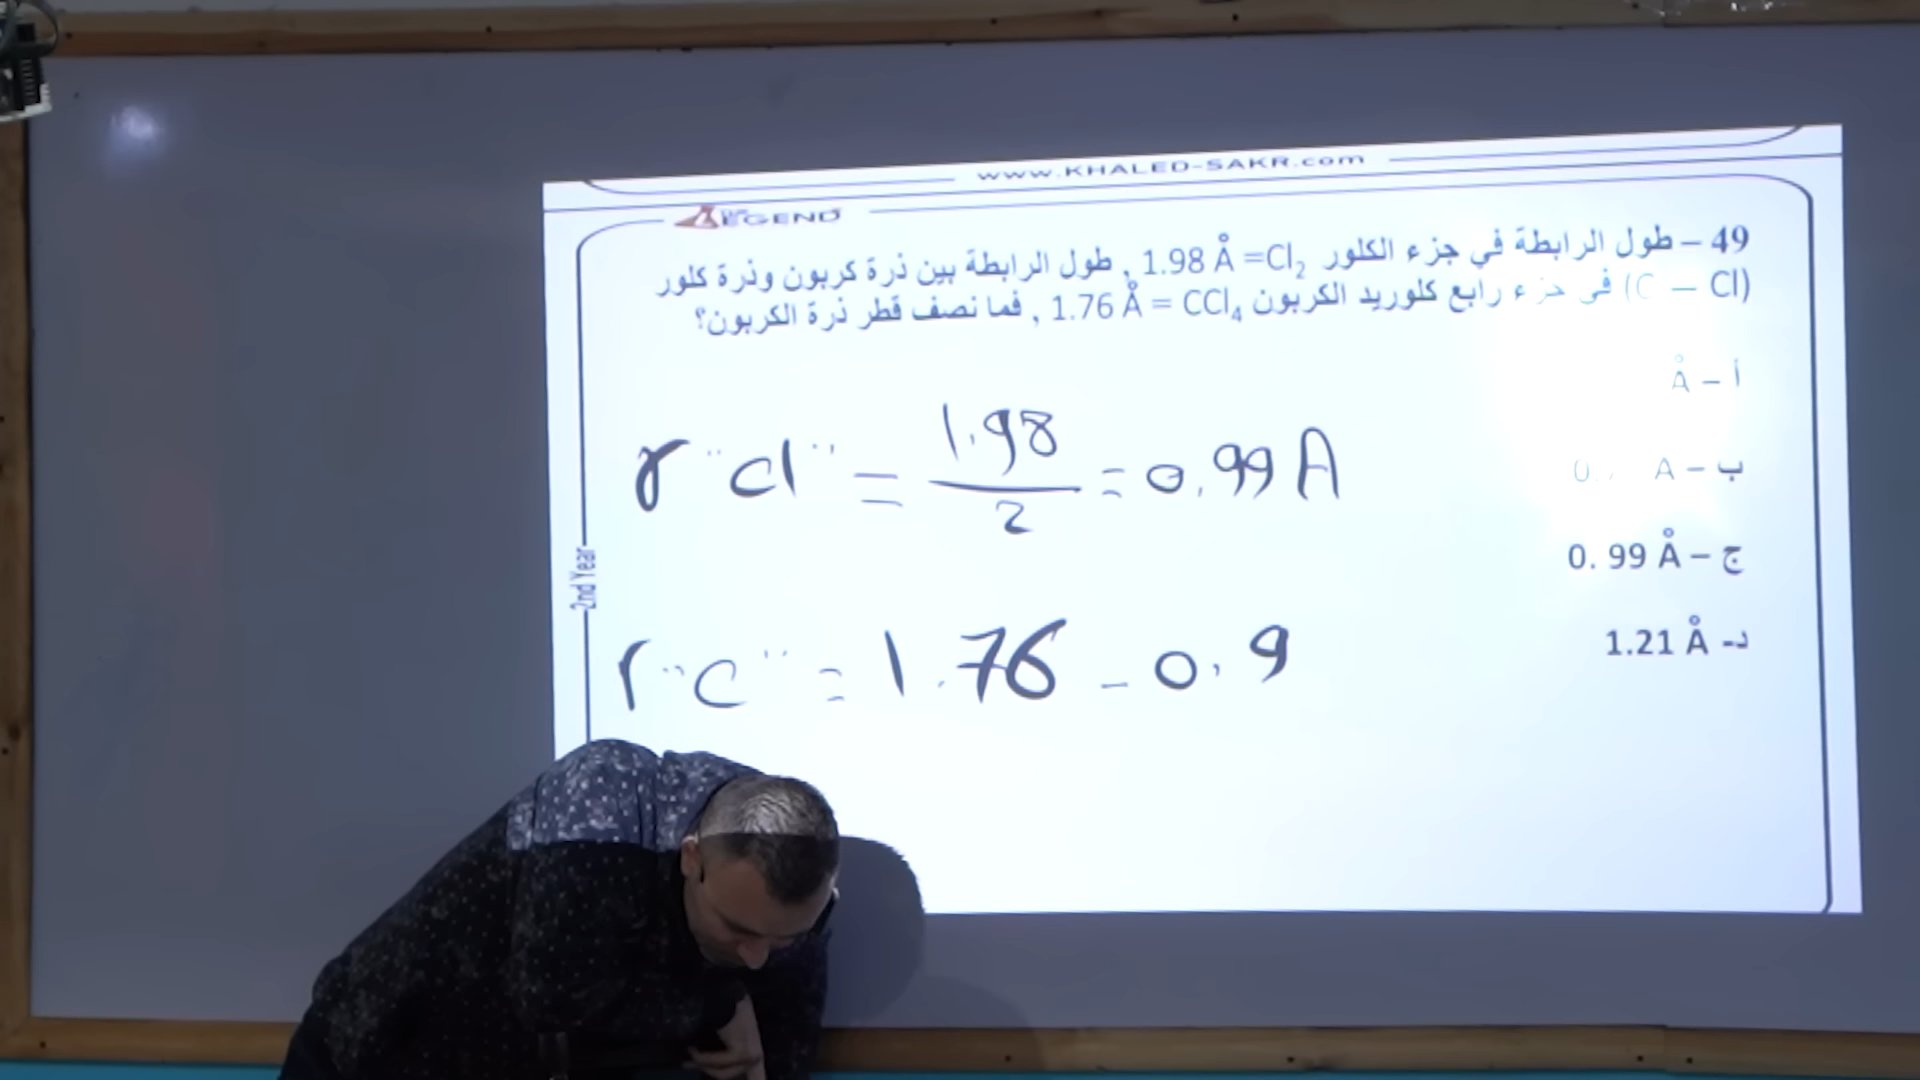 www.KHALED-SAKR.com
LEGEND
49 – طول الرابطة في جزء الكلور Cl₂= 1.98 Å , طول الرابطة بين ذرة كربون وذرة كلور
(C – Cl) في جزء رابع كلوريد الكربون CCl₄ = 1.76 Å , فما نصف قطر ذرة الكربون؟
أ – Å
ب – A 0.
ج – 0. 99 Å
د- 1.21 Å
r "cl" = 1.98 / 2 = 0.99 A
r "c" = 1.76 - 0.9
2nd Year